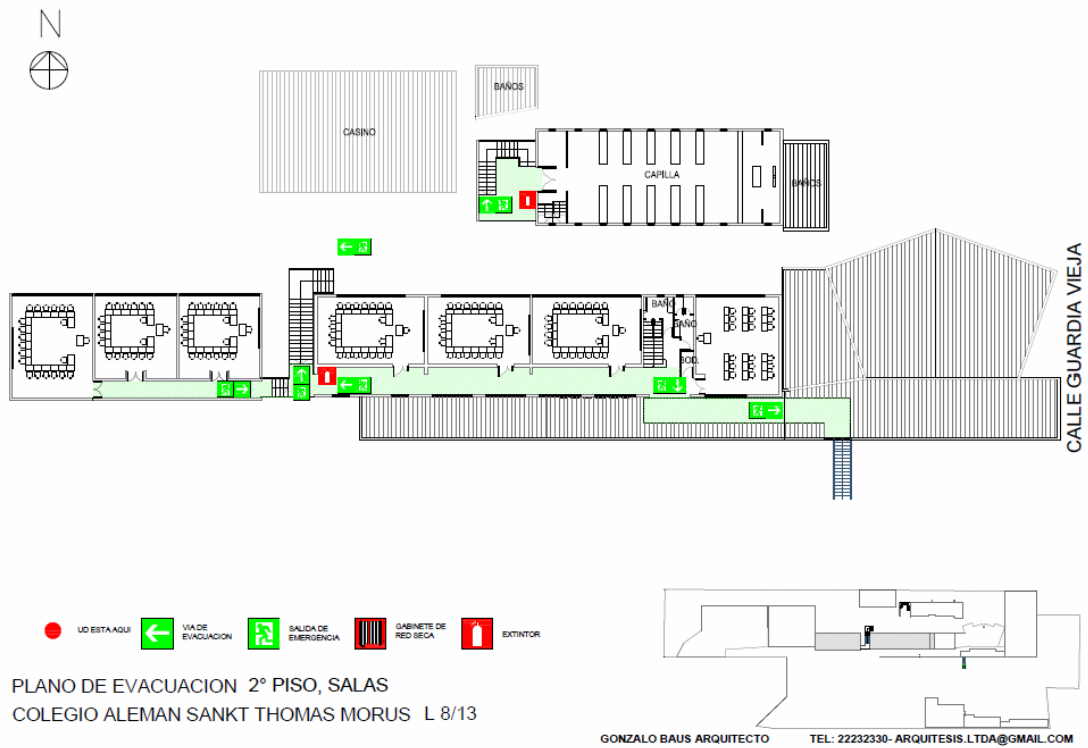 N
BAÑOS
CASINO
CAPILLA
BAÑOS
CALLE GUARDIA VIEJA
BAÑO
BAÑO
BOD.
UD ESTA AQUI
VIA DE
EVACUACION
SALIDA DE
EMERGENCIA
GABINETE DE
RED SECA
EXTINTOR
PLANO DE EVACUACION 2° PISO, SALAS
COLEGIO ALEMAN SANKT THOMAS MORUS L 8/13
GONZALO BAUS ARQUITECTO TEL: 22232330- ARQUITESIS.LTDA@GMAIL.COM